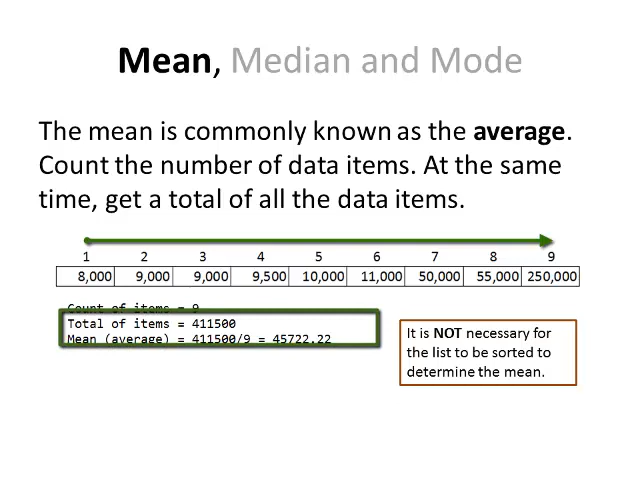 Mean, Median and Mode
The mean is commonly known as the average.
Count the number of data items. At the same
time, get a total of all the data items.
1 2 3 4 5 6 7 8 9
8,000 9,000 9,000 9,500 10,000 11,000 50,000 55,000 250,000
Count of items = 9
Total of items = 411500
Mean (average) = 411500/9 = 45722.22
It is NOT necessary for
the list to be sorted to
determine the mean.